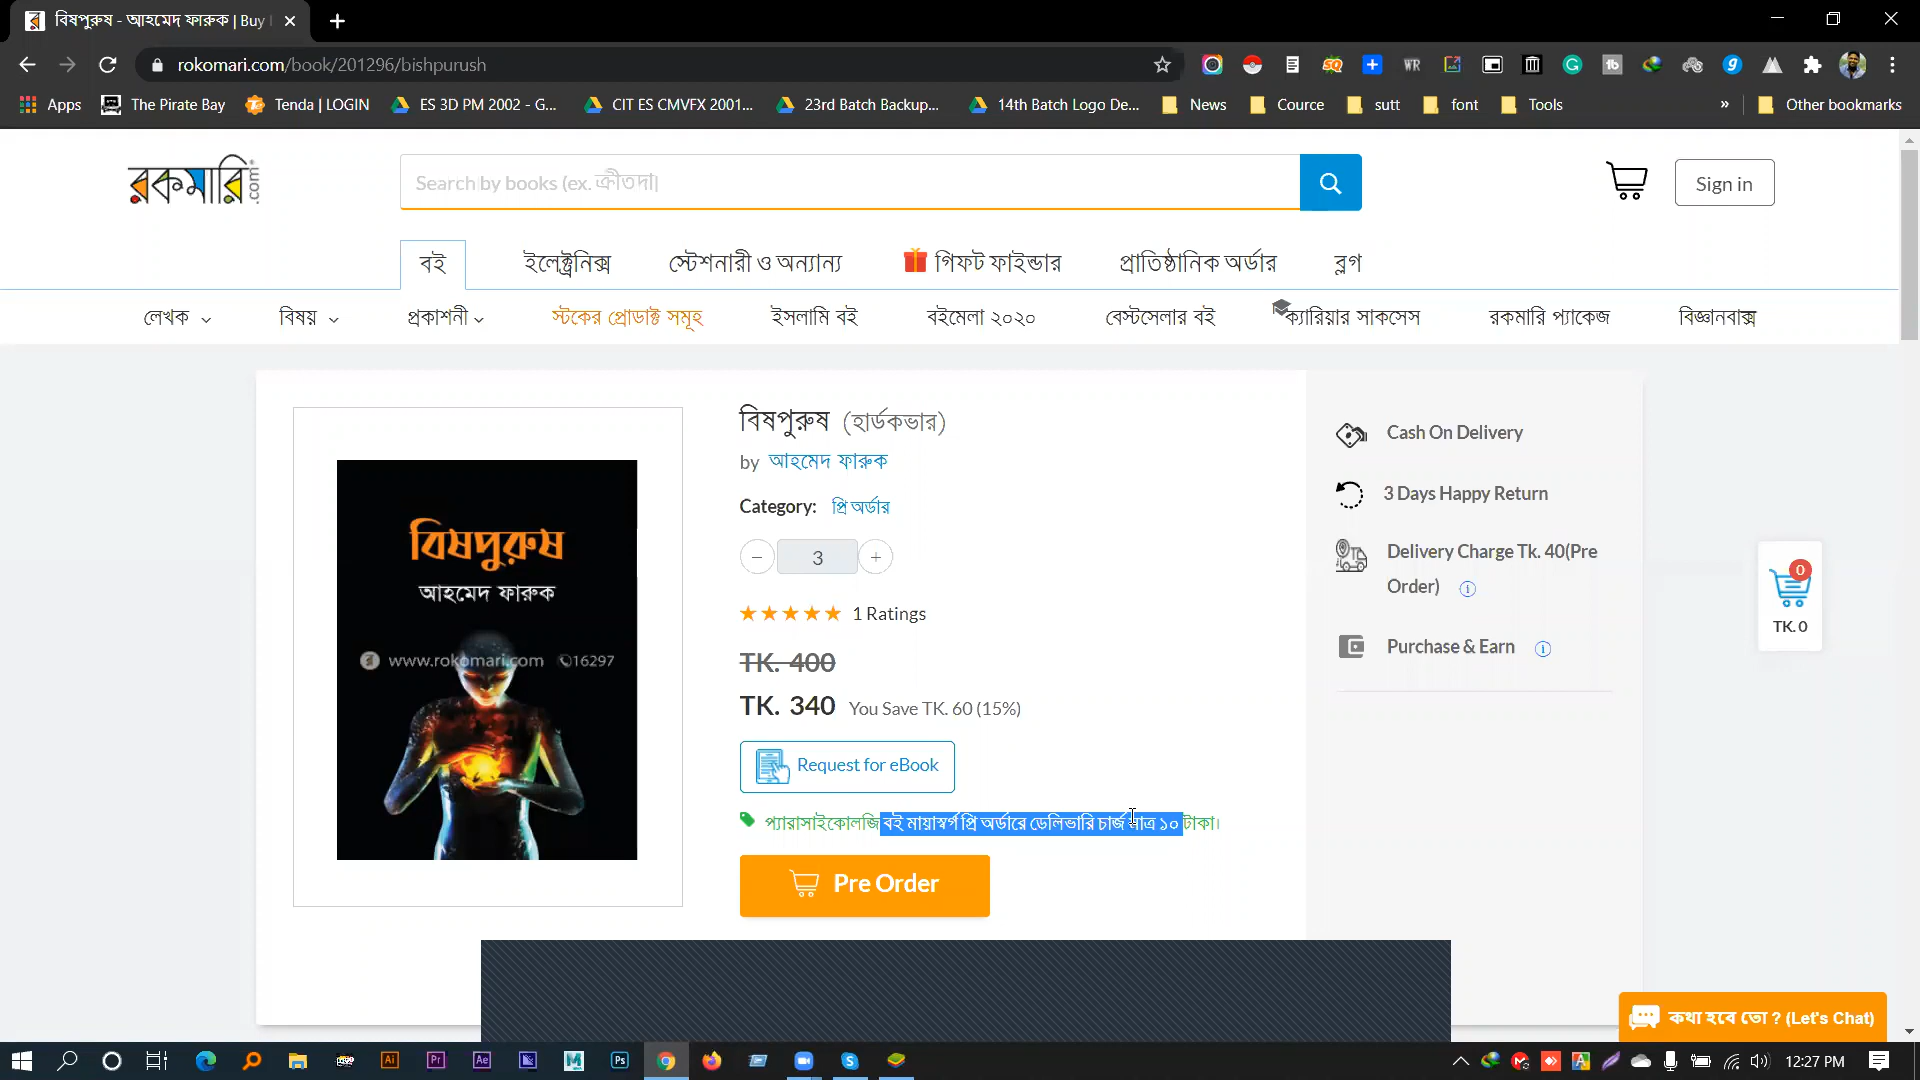 বিষপুরুষ - আহমেদ ফারুক | Buy
rokomari.com/book/201296/bishpurush
Apps The Pirate Bay Tenda | LOGIN ES 3D PM 2002 - G... CIT ES CMVFX 2001... 23rd Batch Backup... 14th Batch Logo De... News Cource sutt font Tools » Other bookmarks
রকমারি.com
Search by books (ex. ক্রীতদা|
Sign in
বই ইলেক্ট্রনিক্স স্টেশনারী ও অন্যান্য গিফট ফাইন্ডার প্রাতিষ্ঠানিক অর্ডার ব্লগ
লেখক বিষয় প্রকাশনী স্টকের প্রোডাক্ট সমূহ ইসলামি বই বইমেলা ২০২০ বেস্টসেলার বই ক্যারিয়ার সাকসেস রকমারি প্যাকেজ বিজ্ঞানবাক্স
বিষপুরুষ (হার্ডকভার)
by আহমেদ ফারুক
Category: প্রি অর্ডার
3
1 Ratings
TK. 400
TK. 340 You Save TK. 60 (15%)
Request for eBook
প্যারাসাইকোলজি বই মায়াস্বর্গ প্রি অর্ডারে ডেলিভারি চার্জ মাত্র ১০ টাকা।
Pre Order
বিষপুরুষ
আহমেদ ফারুক
www.rokomari.com 16297
Cash On Delivery
3 Days Happy Return
Delivery Charge Tk. 40(Pre
Order)
Purchase & Earn
0
TK. 0
কথা হবে তো ? (Let's Chat)
12:27 PM